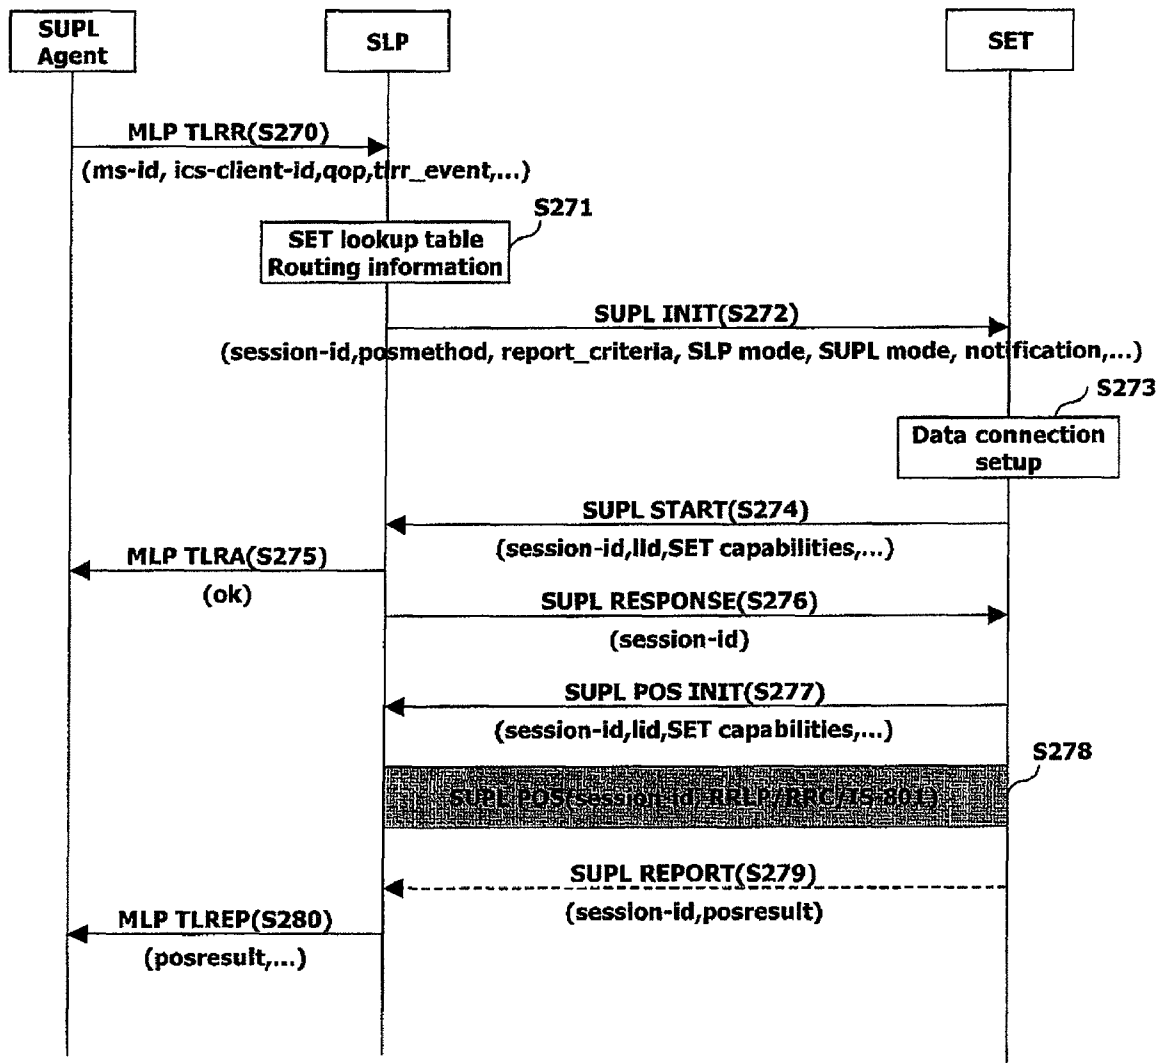 SUPL
Agent
SLP
SET
MLP TLRR(S270)
(ms-id, ics-client-id,qop,tlrr_event,...)
S271
SET lookup table
Routing information
SUPL INIT(S272)
(session-id,posmethod, report_criteria, SLP mode, SUPL mode, notification,...)
S273
Data connection
setup
SUPL START(S274)
(session-id,lid,SET capabilities,...)
MLP TLRA(S275)
(ok)
SUPL RESPONSE(S276)
(session-id)
SUPL POS INIT(S277)
(session-id,lid,SET capabilities,...)
S278
SUPL POS(session-id, RRLP/RRC/TS-801)
SUPL REPORT(S279)
(session-id,posresult)
MLP TLREP(S280)
(posresult,...)